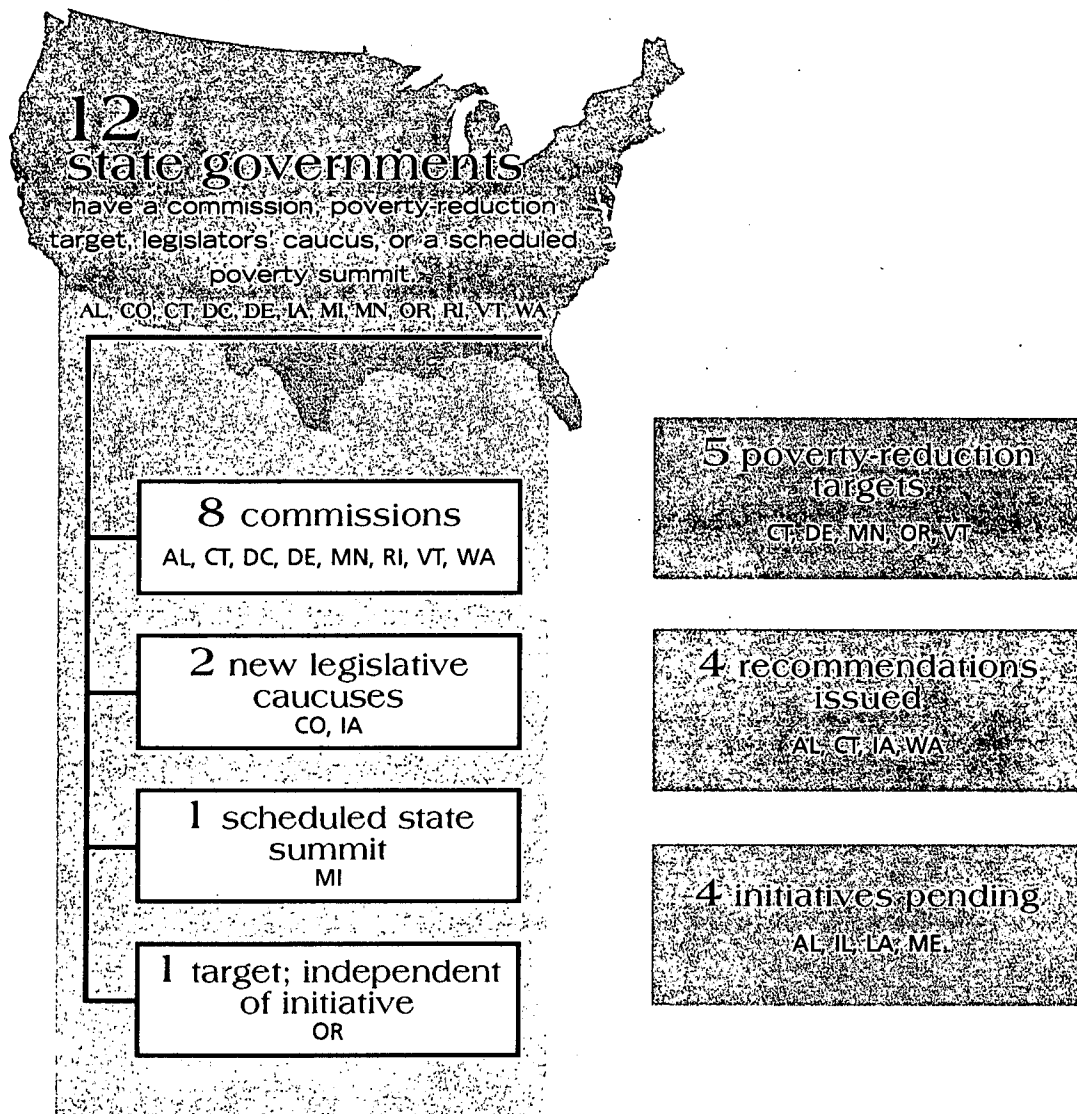 12
state governments
have a commission, poverty-reduction
target, legislators caucus, or a scheduled
poverty summit.
AL, CO, CT, DC, DE, IA, MI, MN, OR, RI, VT, WA
8 commissions
AL, CT, DC, DE, MN, RI, VT, WA
2 new legislative
caucuses
CO, IA
1 scheduled state
summit
MI
1 target; independent
of initiative
OR
5 poverty-reduction
targets
CT, DE, MN, OR, VT
4 recommendations
issued
AL, CT, IA, WA
4 initiatives pending
AL, IL, LA, ME